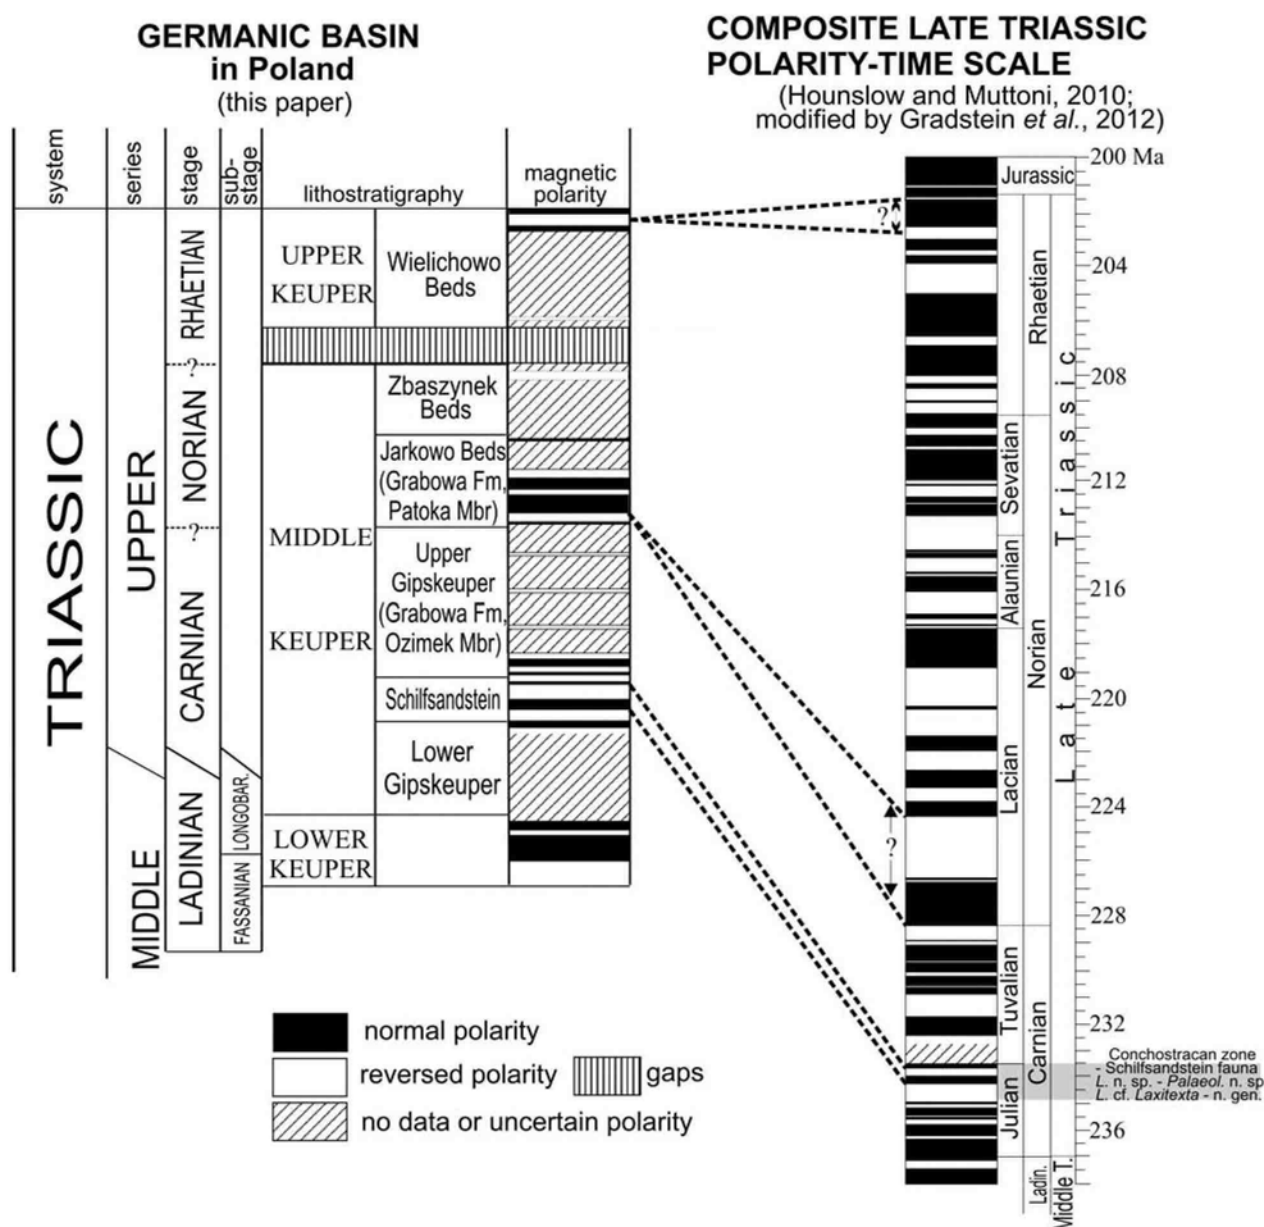 GERMANIC BASIN
in Poland
(this paper)
COMPOSITE LATE TRIASSIC
POLARITY-TIME SCALE
(Hounslow and Muttoni, 2010;
modified by Gradstein et al., 2012)
system
series
stage
sub-
stage
lithostratigraphy
magnetic
polarity
TRIASSIC
UPPER
MIDDLE
RHAETIAN
?
NORIAN
?
CARNIAN
LADINIAN
LONGOBAR.
FASSANIAN
UPPER
KEUPER
MIDDLE
KEUPER
LOWER
KEUPER
Wielichowo
Beds
Zbaszynek
Beds
Jarkowo Beds
(Grabowa Fm,
Patoka Mbr)
Upper
Gipskeuper
(Grabowa Fm,
Ozimek Mbr)
Schilfsandstein
Lower
Gipskeuper
?
?
Jurassic
Rhaetian
Sevatian
Alaunian
Lacian
Tuvalian
Julian
Norian
Carnian
Ladin.
Late Triassic
Middle T.
200 Ma
204
208
212
216
220
224
228
232
236
Conchostracan zone
- Schilfsandstein fauna
L. n. sp. - Palaeol. n. sp
L. cf. Laxitexta - n. gen.
normal polarity
reversed polarity
gaps
no data or uncertain polarity